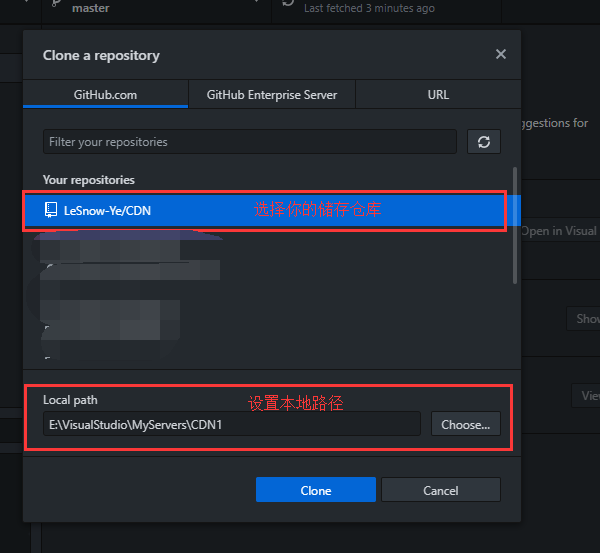 master
Last fetched 3 minutes ago
Clone a repository
GitHub.com
GitHub Enterprise Server
URL
Filter your repositories
ggestions for
Your repositories
LeSnow-Ye/CDN
选择你的储存仓库
Open in Visual
Show
View
Local path
设置本地路径
E:\VisualStudio\MyServers\CDN1
Choose...
Clone
Cancel